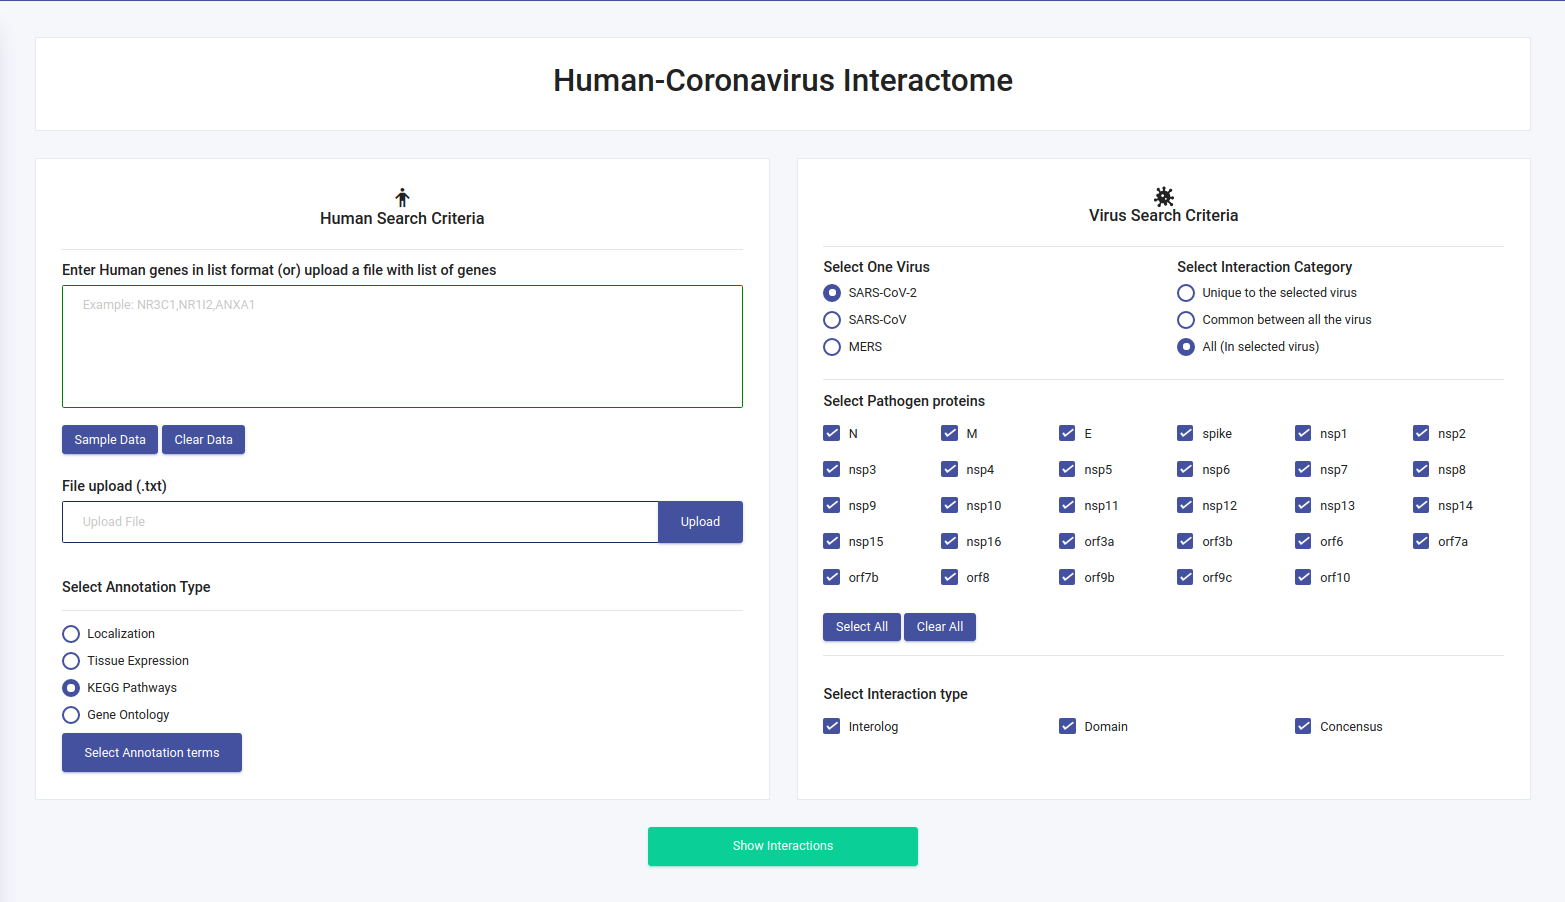 Human-Coronavirus Interactome
Human Search Criteria
Enter Human genes in list format (or) upload a file with list of genes
Example: NR3C1,NR1I2,ANXA1
Sample Data Clear Data
File upload (.txt)
Upload File Upload
Select Annotation Type
Localization
Tissue Expression
KEGG Pathways
Gene Ontology
Select Annotation terms
Virus Search Criteria
Select One Virus Select Interaction Category
SARS-CoV-2 Unique to the selected virus
SARS-CoV Common between all the virus
MERS All (In selected virus)
Select Pathogen proteins
N M E spike nsp1 nsp2
nsp3 nsp4 nsp5 nsp6 nsp7 nsp8
nsp9 nsp10 nsp11 nsp12 nsp13 nsp14
nsp15 nsp16 orf3a orf3b orf6 orf7a
orf7b orf8 orf9b orf9c orf10
Select All Clear All
Select Interaction type
Interolog Domain Concensus
Show Interactions